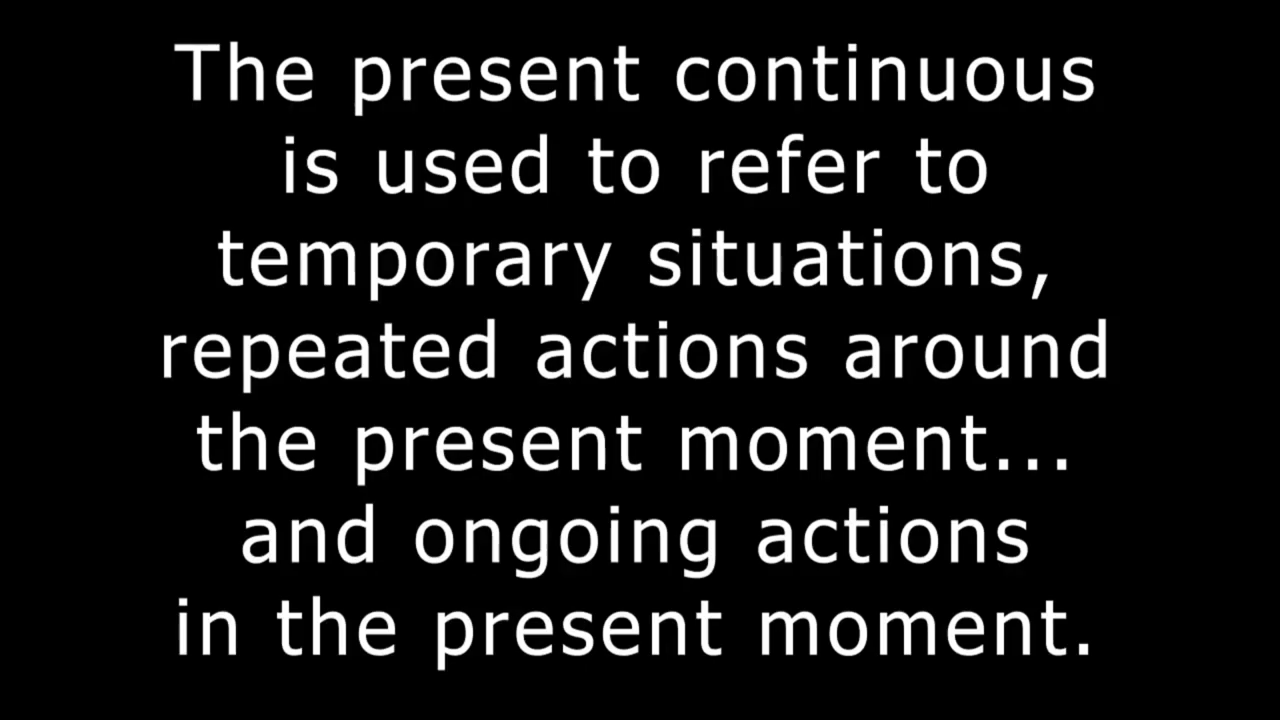 The present continuous
is used to refer to
temporary situations,
repeated actions around
the present moment...
and ongoing actions
in the present moment.